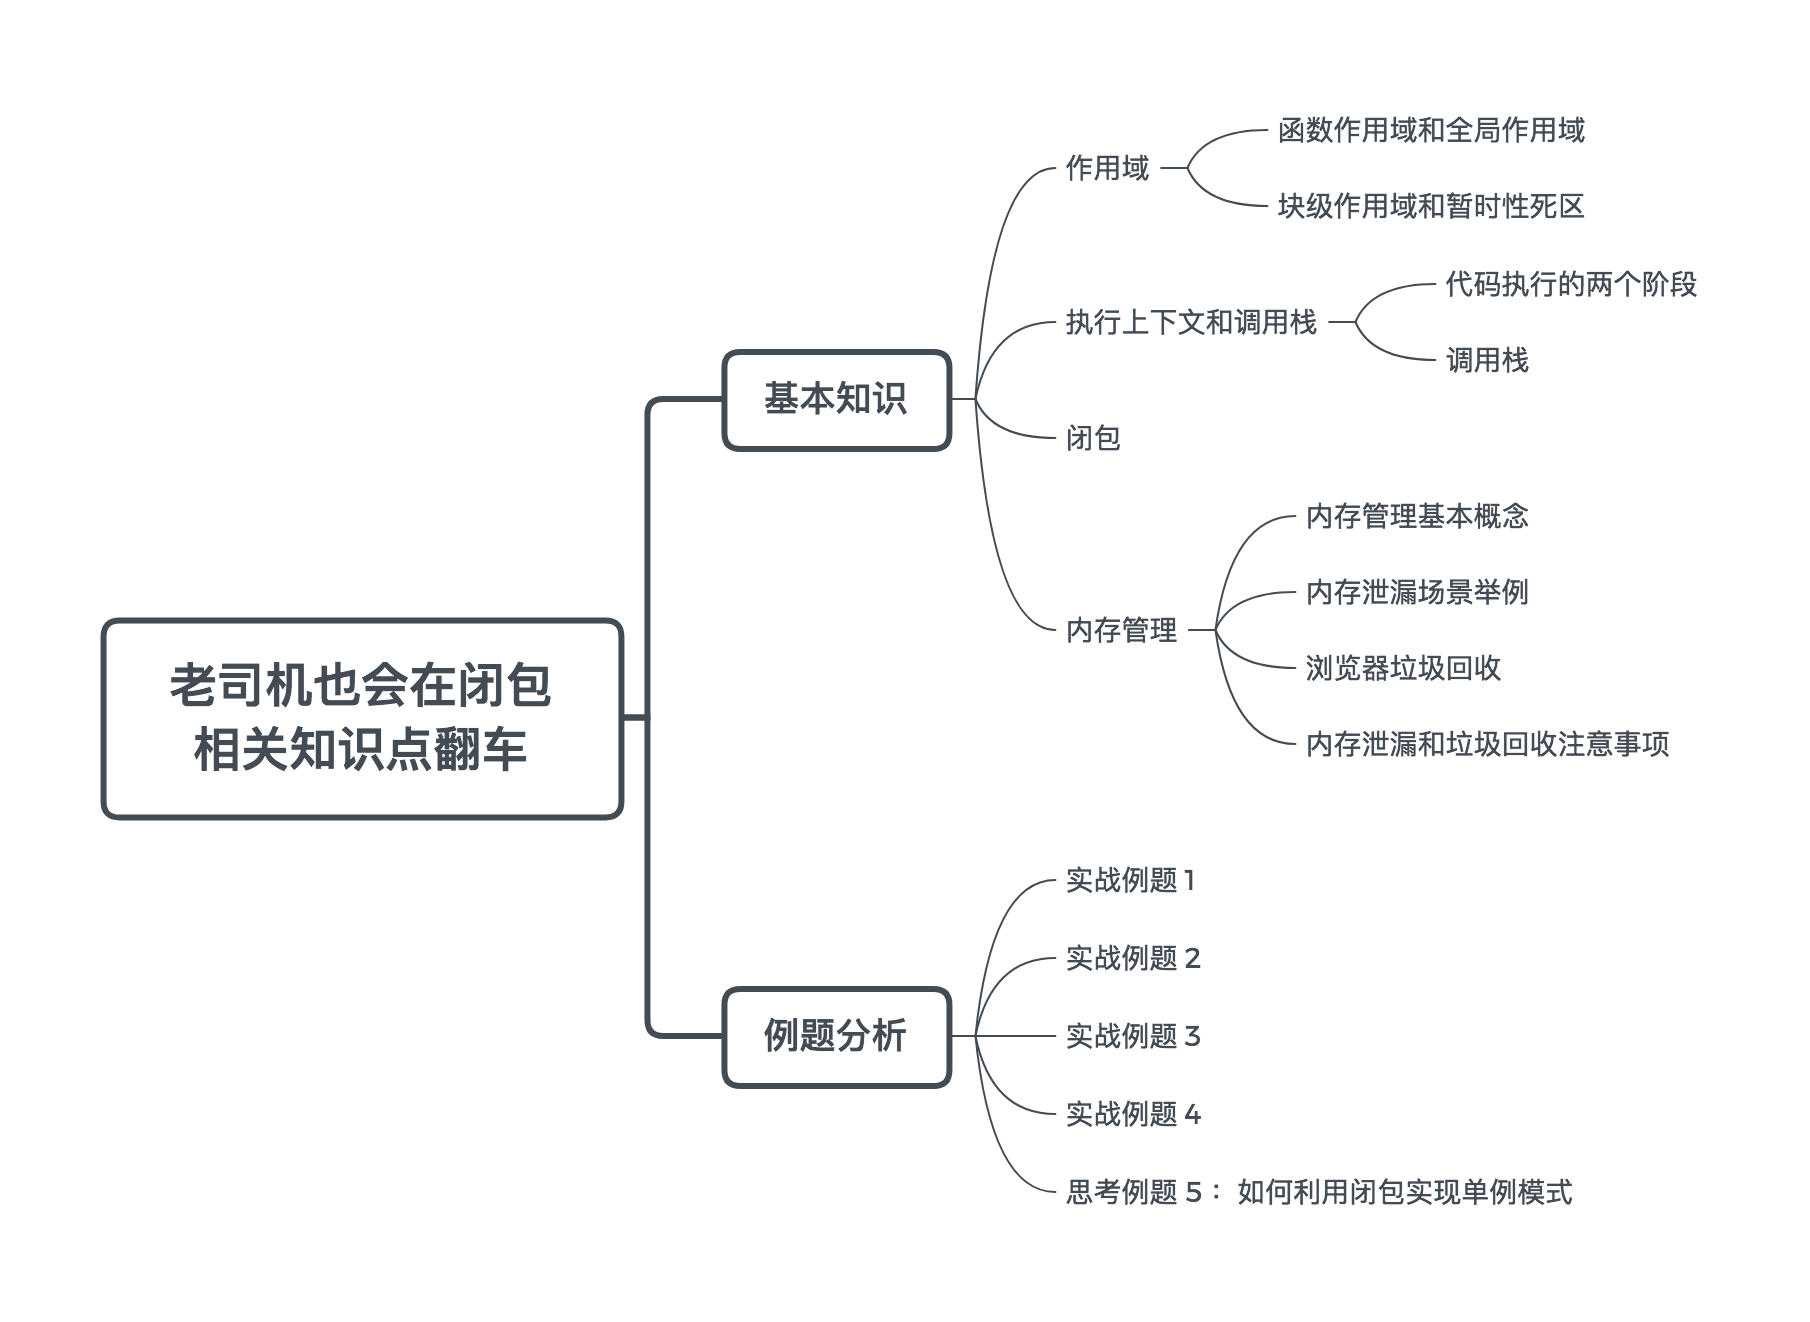 老司机也会在闭包
相关知识点翻车
基本知识
作用域
函数作用域和全局作用域
块级作用域和暂时性死区
执行上下文和调用栈
代码执行的两个阶段
调用栈
闭包
内存管理
内存管理基本概念
内存泄漏场景举例
浏览器垃圾回收
内存泄漏和垃圾回收注意事项
例题分析
实战例题 1
实战例题 2
实战例题 3
实战例题 4
思考例题 5：如何利用闭包实现单例模式